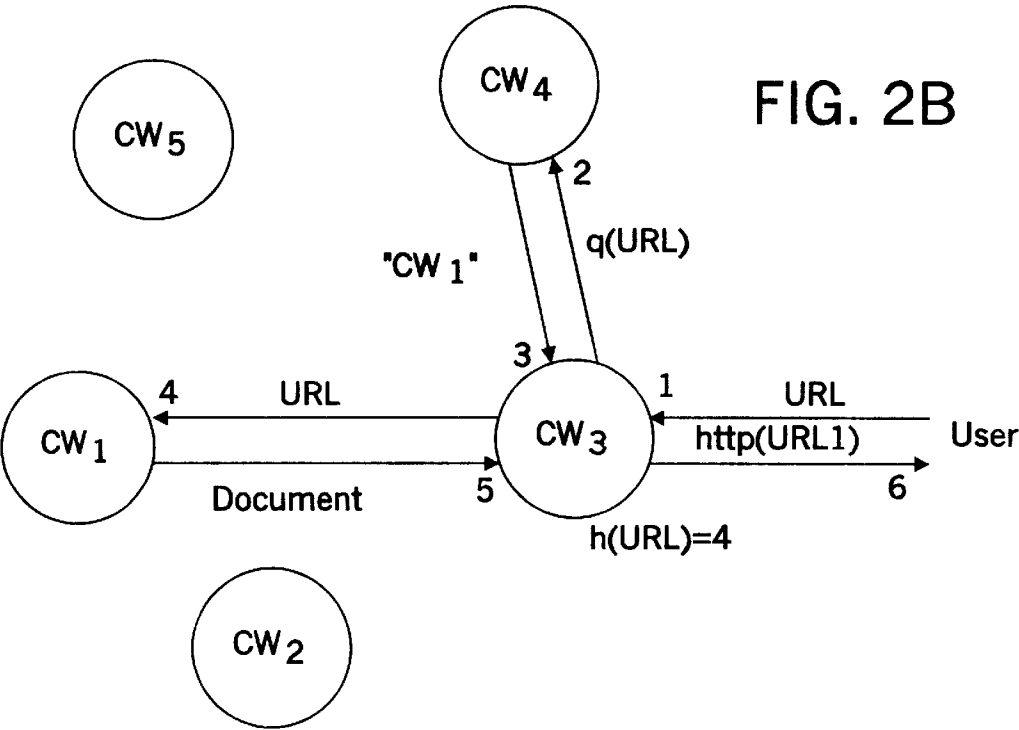 CW4
FIG. 2B
CW5
2
q(URL)
"CW1"
3
4
URL
1
URL
CW1
CW3
http(URL1)
User
Document
5
6
h(URL)=4
CW2